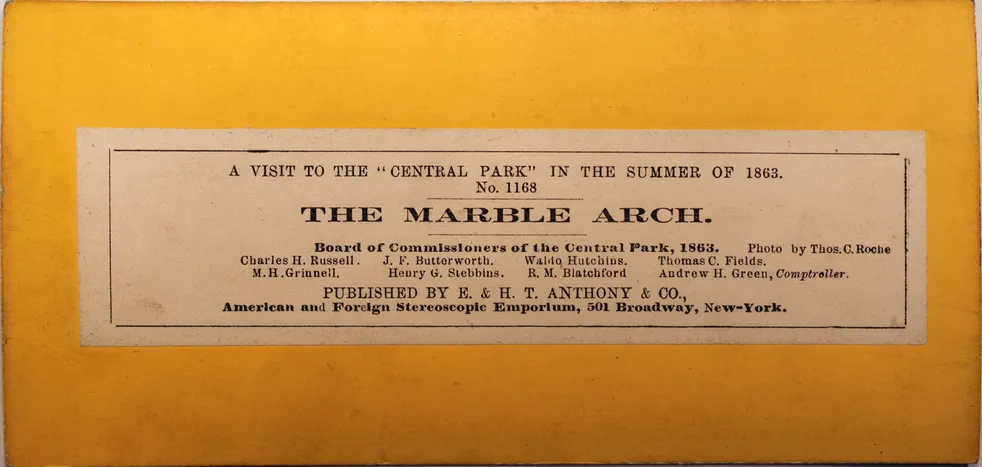 A VISIT TO THE “CENTRAL PARK” IN THE SUMMER OF 1863.
No. 1168
THE MARBLE ARCH.
Board of Commissioners of the Central Park, 1863. Photo by Thos. C. Roche
Charles H. Russell. J. F. Butterworth. Waldo Hutchins. Thomas C. Fields.
M. H. Grinnell. Henry G. Stebbins. R. M. Blatchford Andrew H. Green, Comptroller.
PUBLISHED BY E. & H. T. ANTHONY & CO.,
American and Foreign Stereoscopic Emporium, 501 Broadway, New-York.